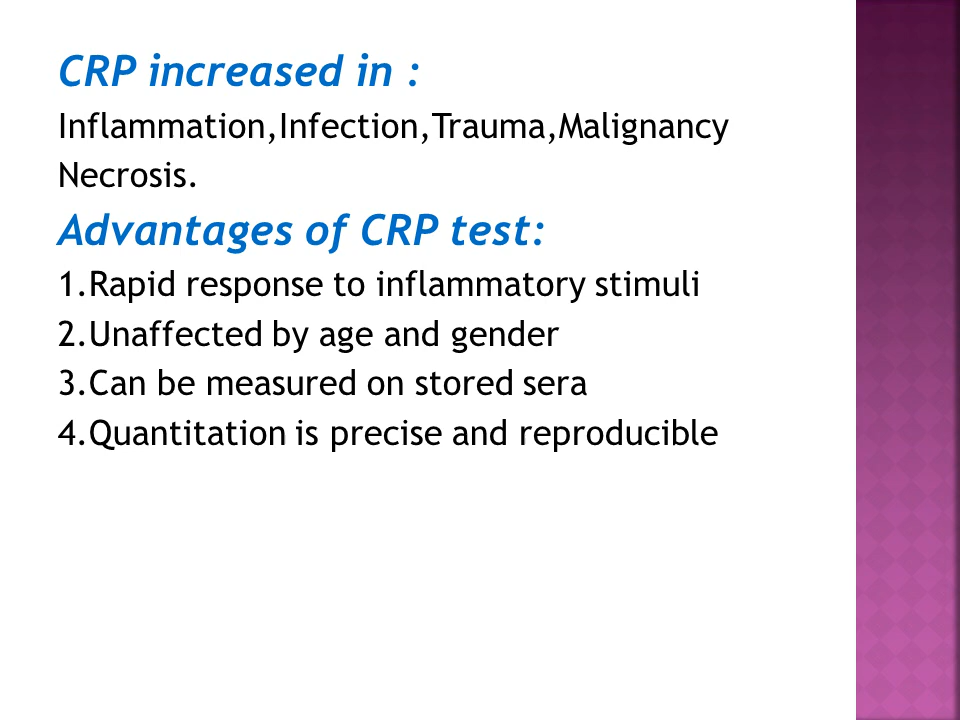 CRP increased in :
Inflammation,Infection,Trauma,Malignancy
Necrosis.
Advantages of CRP test:
1.Rapid response to inflammatory stimuli
2.Unaffected by age and gender
3.Can be measured on stored sera
4.Quantitation is precise and reproducible